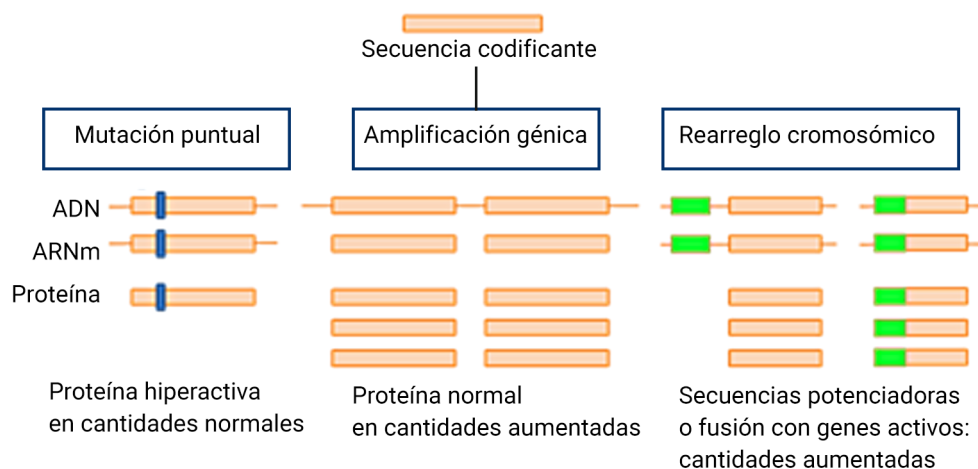 Secuencia codificante
Mutación puntual
Amplificación génica
Rearreglo cromosómico
ADN
ARNm
Proteína
Proteína hiperactiva
en cantidades normales
Proteína normal
en cantidades aumentadas
Secuencias potenciadoras
o fusión con genes activos:
cantidades aumentadas